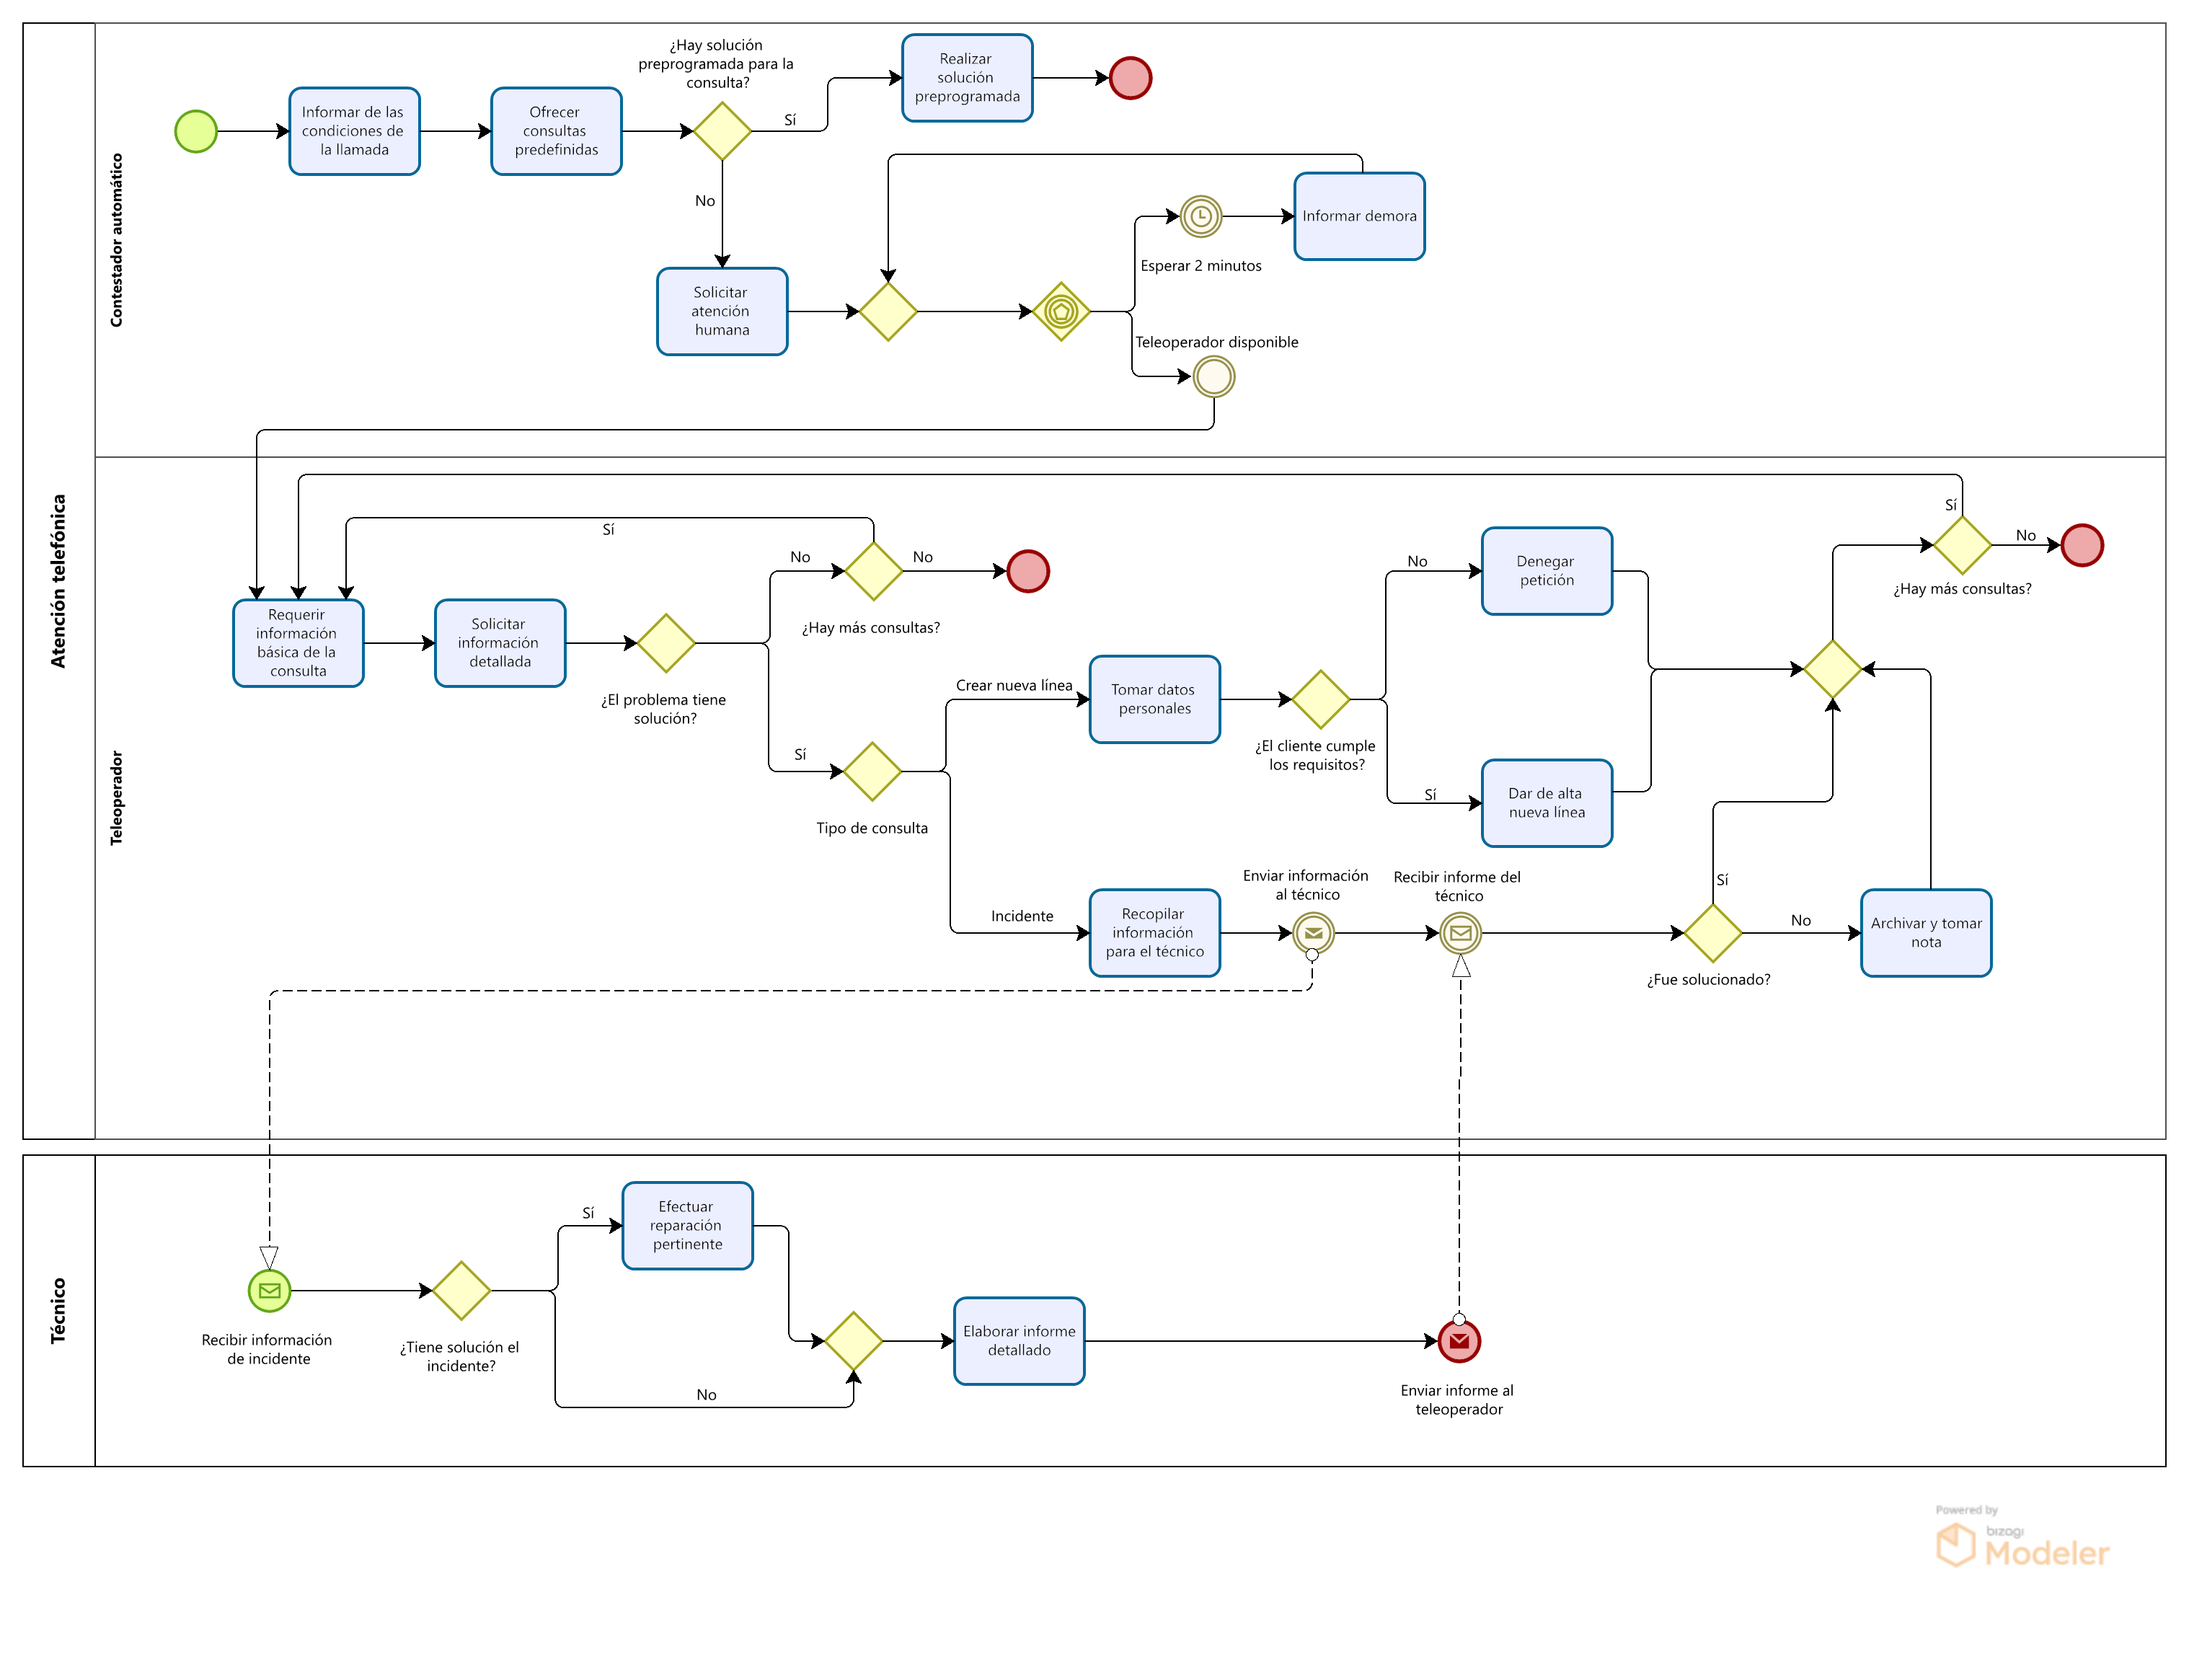 Atención telefónica
Contestador automático
¿Hay solución
preprogramada para la
consulta?
Informar de las
condiciones de
la llamada
Ofrecer
consultas
predefinidas
Sí
Realizar
solución
preprogramada
No
Solicitar
atención
humana
Esperar 2 minutos
Informar demora
Teleoperador disponible
Teleoperador
Sí
Requerir
información
básica de la
consulta
Solicitar
información
detallada
¿El problema tiene
solución?
No
No
¿Hay más consultas?
Sí
Tipo de consulta
Crear nueva línea
Tomar datos
personales
¿El cliente cumple
los requisitos?
No
Denegar
petición
Sí
Dar de alta
nueva línea
Sí
No
¿Hay más consultas?
Incidente
Recopilar
información
para el técnico
Enviar información
al técnico
Recibir informe del
técnico
Sí
¿Fue solucionado?
No
Archivar y tomar
nota
Técnico
Recibir información
de incidente
¿Tiene solución el
incidente?
Sí
Efectuar
reparación
pertinente
No
Elaborar informe
detallado
Enviar informe al
teleoperador
Powered by
bizagi
Modeler